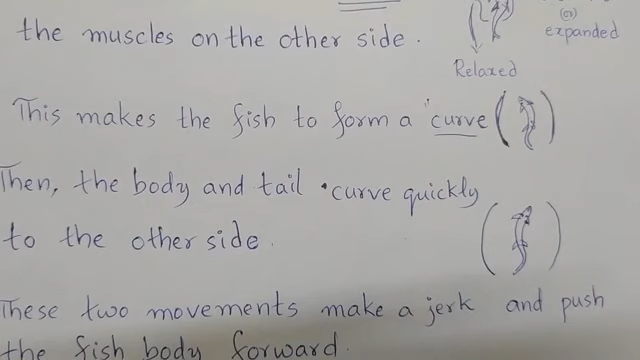 the muscles on the other side.
(or)
expanded
Relaxed
This makes the fish to form a 'curve ( )
Then, the body and tail curve quickly
to the other side. ( )
These two movements make a jerk and push
the fish body forward.